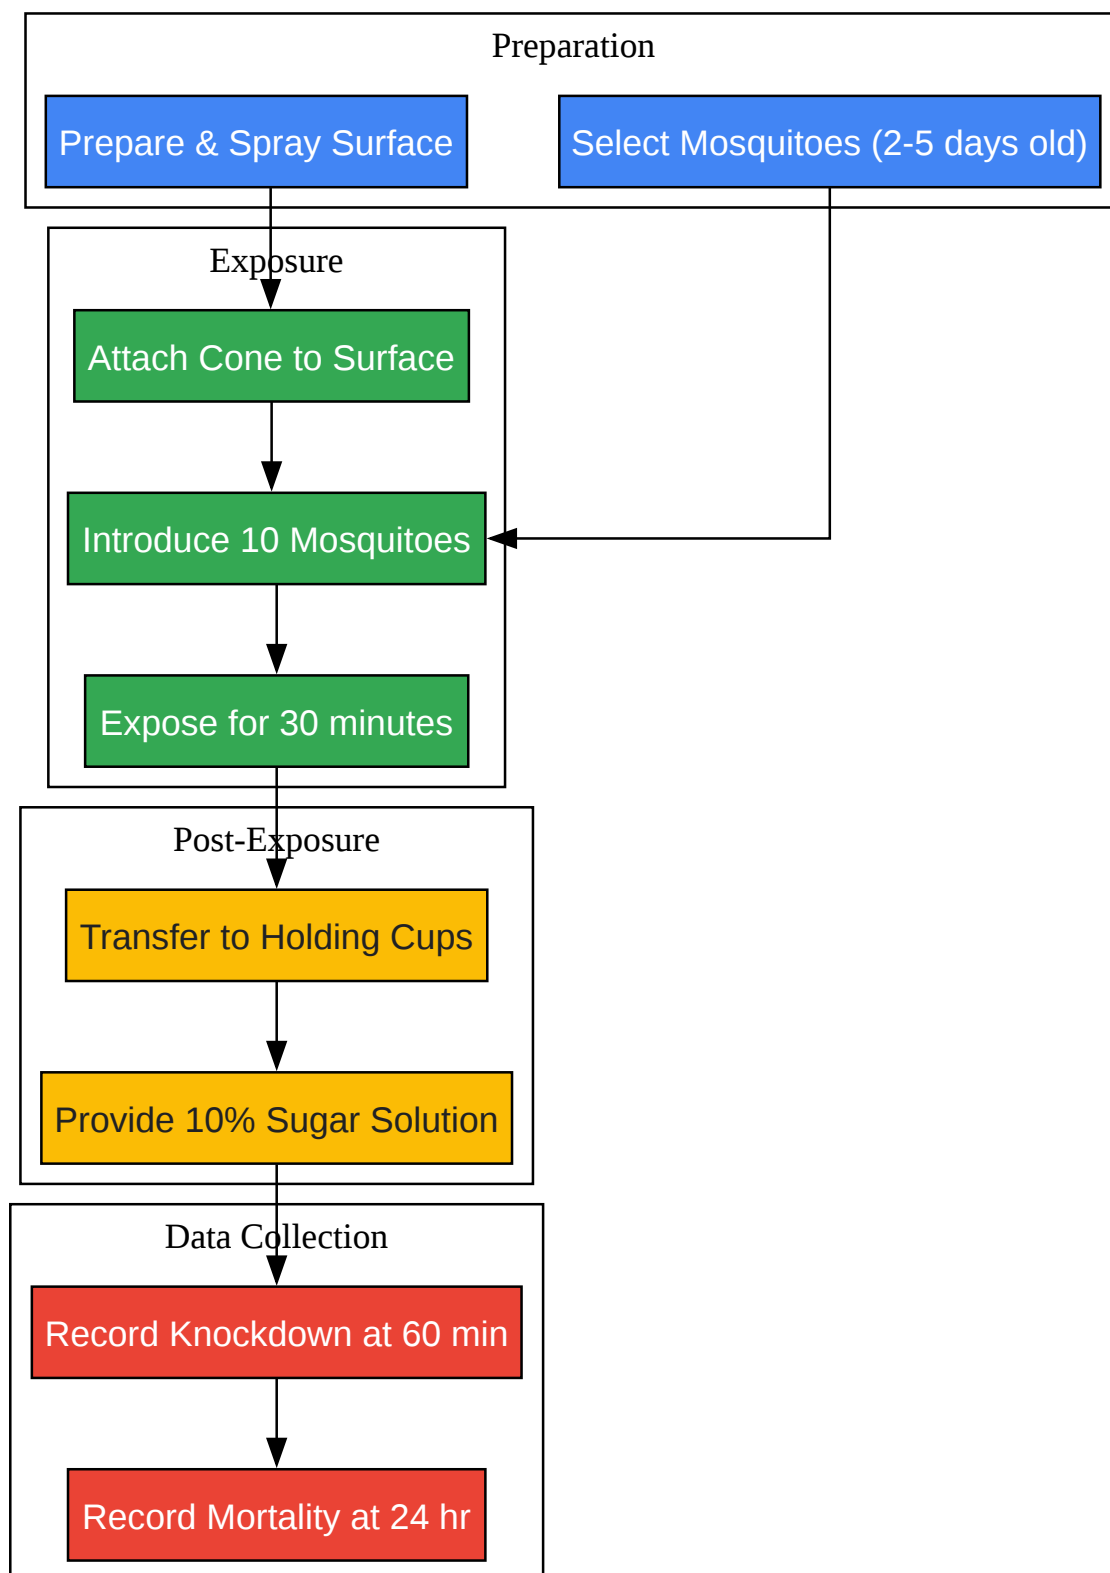 Preparation
Prepare & Spray Surface
Select Mosquitoes (2-5 days old)
Exposure
Attach Cone to Surface
Introduce 10 Mosquitoes
Expose for 30 minutes
Post-Exposure
Transfer to Holding Cups
Provide 10% Sugar Solution
Data Collection
Record Knockdown at 60 min
Record Mortality at 24 hr